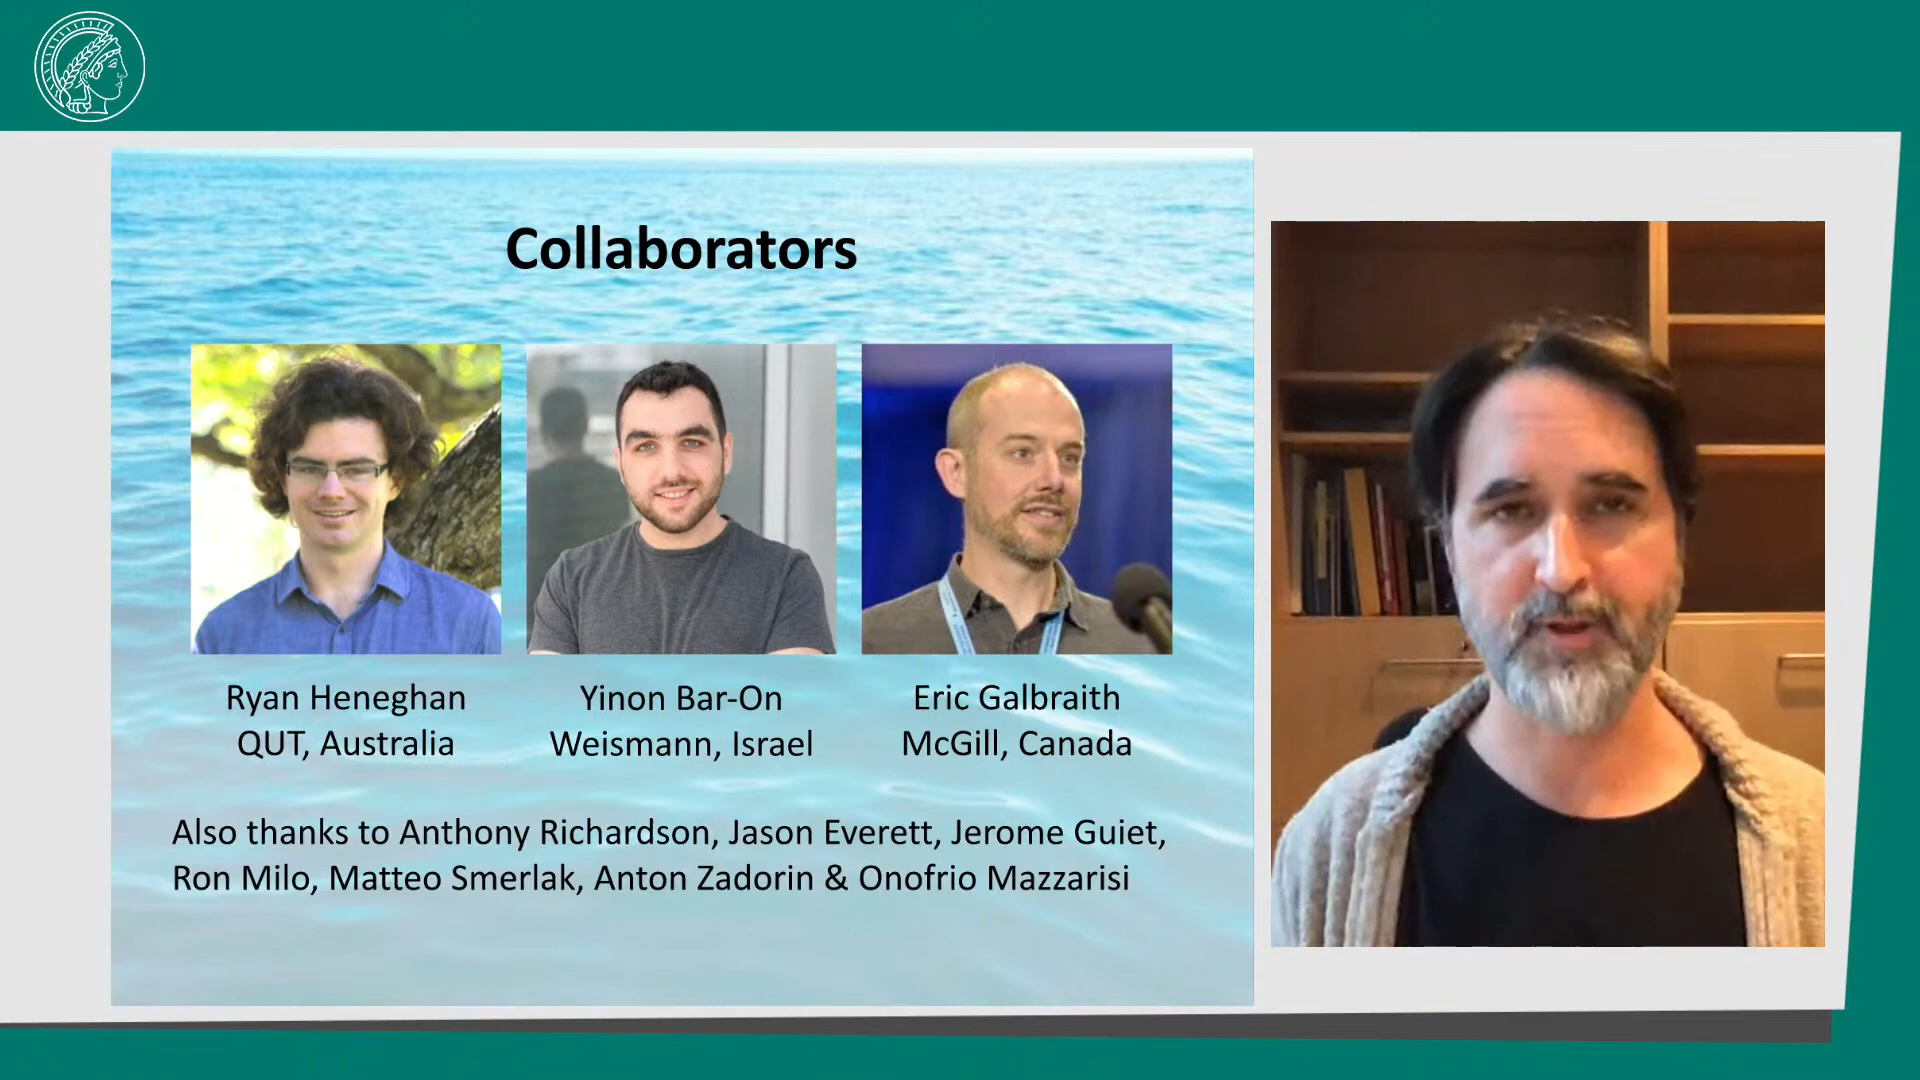 Collaborators
Ryan Heneghan
QUT, Australia
Yinon Bar-On
Weismann, Israel
Eric Galbraith
McGill, Canada
Also thanks to Anthony Richardson, Jason Everett, Jerome Guiet,
Ron Milo, Matteo Smerlak, Anton Zadorin & Onofrio Mazzarisi